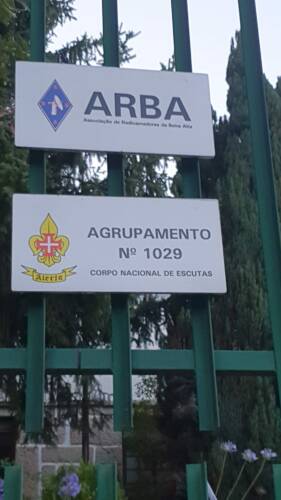 ARBA
Associação de Radioamadores da Beira Alta
AGRUPAMENTO
Nº 1029
CORPO NACIONAL DE ESCUTAS
Alerta